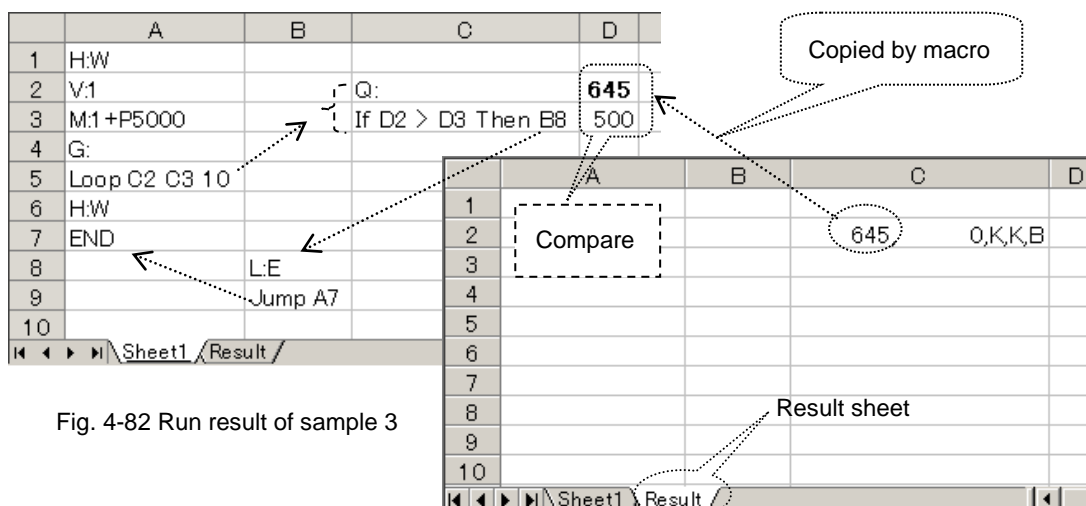 A B C D
1 H:W
2 V:1 Q: 645
3 M:1+P5000 If D2 > D3 Then B8 500
4 G:
5 Loop C2 C3 10
6 H:W
7 END
8 L:E
9 Jump A7
10
Sheet1 Result
Copied by macro
A B C D
1
2 645, 0,K,K,B
3
4
5
6
7
8
9
10
Compare
Result sheet
Sheet1 Result
Fig. 4-82 Run result of sample 3